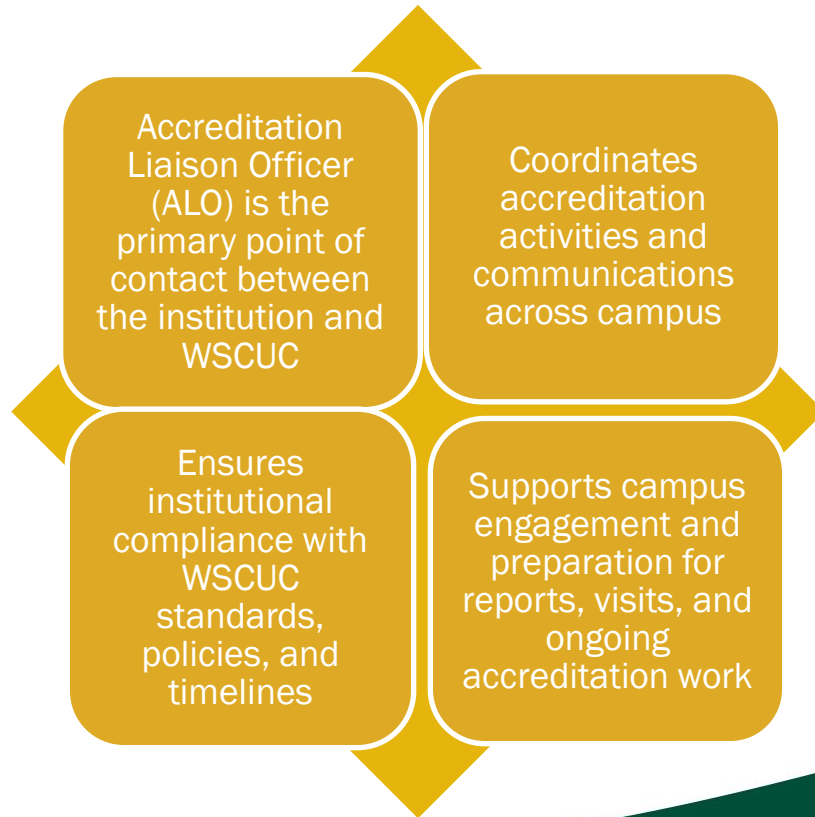 Accreditation
Liaison Officer
(ALO) is the
primary point of
contact between
the institution and
WSCUC
Coordinates
accreditation
activities and
communications
across campus
Ensures
institutional
compliance with
WSCUC
standards,
policies, and
timelines
Supports campus
engagement and
preparation for
reports, visits, and
ongoing
accreditation work